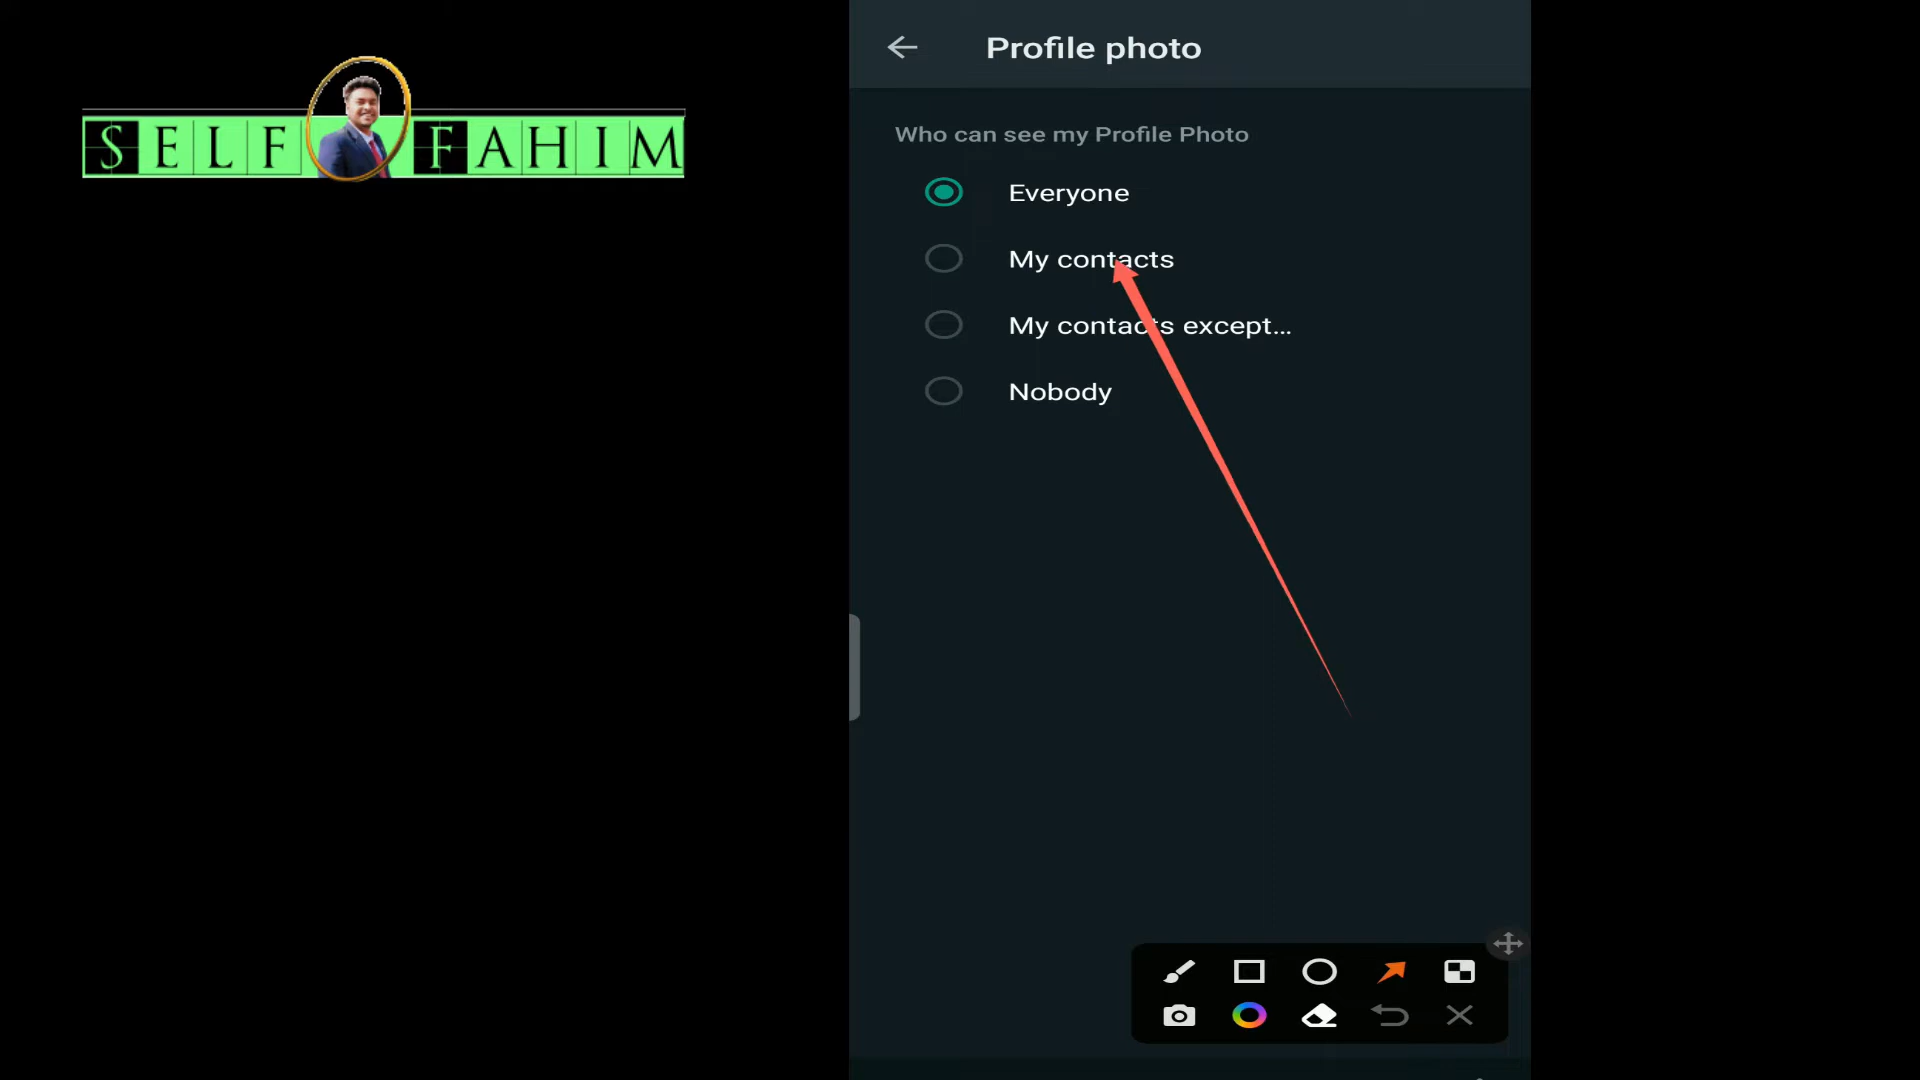 SELF FAHIM
Profile photo
Who can see my Profile Photo
Everyone
My contacts
My contacts except...
Nobody